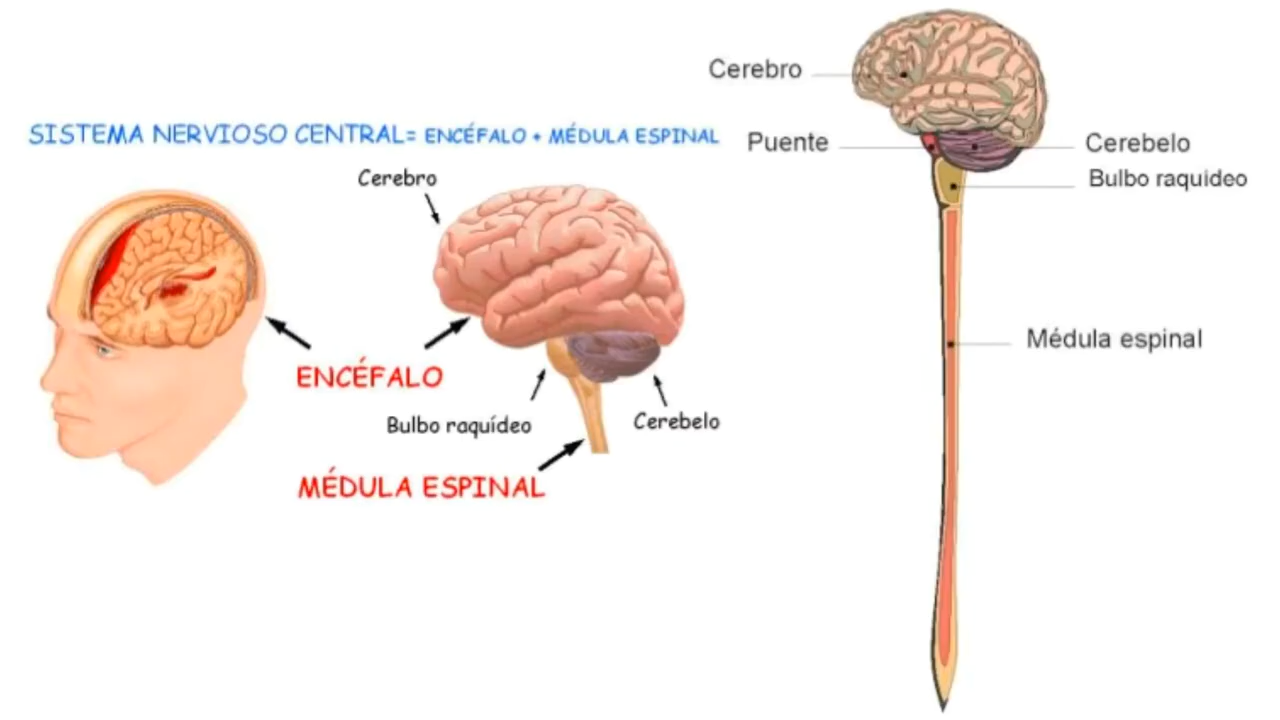 SISTEMA NERVIOSO CENTRAL= ENCÉFALO + MÉDULA ESPINAL
Cerebro
ENCÉFALO
Bulbo raquídeo
Cerebelo
MÉDULA ESPINAL
Cerebro
Puente
Cerebelo
Bulbo raquideo
Médula espinal